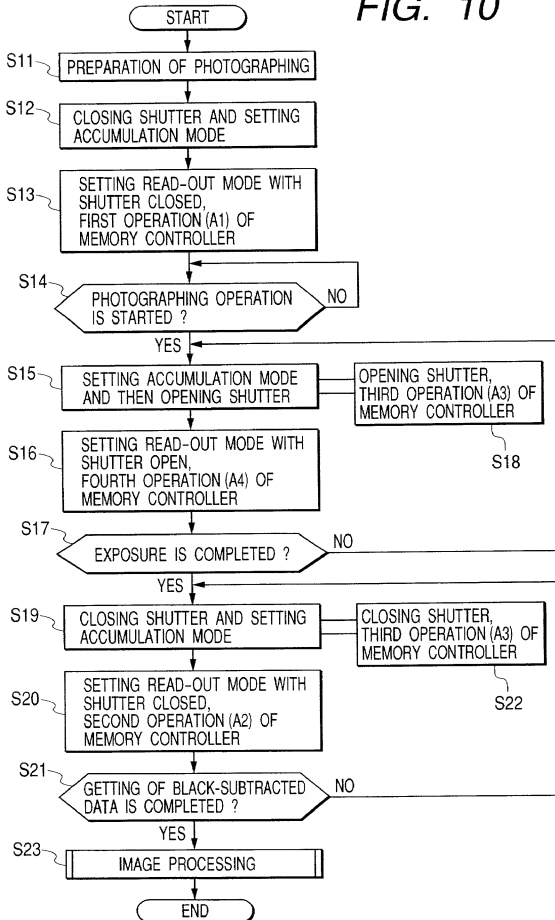 FIG. 10
START
S11
PREPARATION OF PHOTOGRAPHING
S12
CLOSING SHUTTER AND SETTING
ACCUMULATION MODE
S13
SETTING READ-OUT MODE WITH
SHUTTER CLOSED,
FIRST OPERATION (A1) OF
MEMORY CONTROLLER
S14
PHOTOGRAPHING OPERATION
IS STARTED ?
NO
YES
S15
SETTING ACCUMULATION MODE
AND THEN OPENING SHUTTER
OPENING SHUTTER,
THIRD OPERATION (A3) OF
MEMORY CONTROLLER
S18
S16
SETTING READ-OUT MODE WITH
SHUTTER OPEN,
FOURTH OPERATION (A4) OF
MEMORY CONTROLLER
S17
EXPOSURE IS COMPLETED ?
NO
YES
S19
CLOSING SHUTTER AND SETTING
ACCUMULATION MODE
CLOSING SHUTTER,
THIRD OPERATION (A3) OF
MEMORY CONTROLLER
S22
S20
SETTING READ-OUT MODE WITH
SHUTTER CLOSED,
SECOND OPERATION (A2) OF
MEMORY CONTROLLER
S21
GETTING OF BLACK-SUBTRACTED
DATA IS COMPLETED ?
NO
YES
S23
IMAGE PROCESSING
END